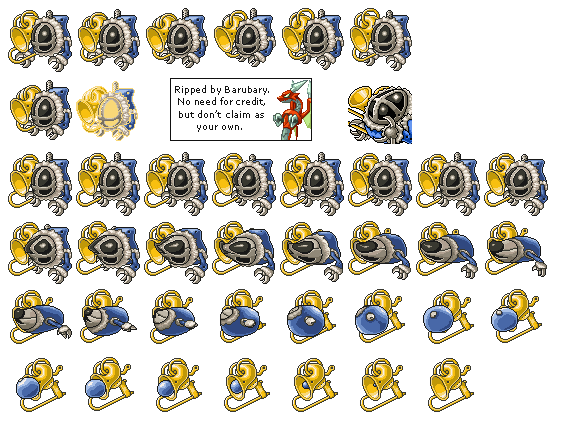 Ripped by Barubary.
No need for credit,
but don't claim as
your own.